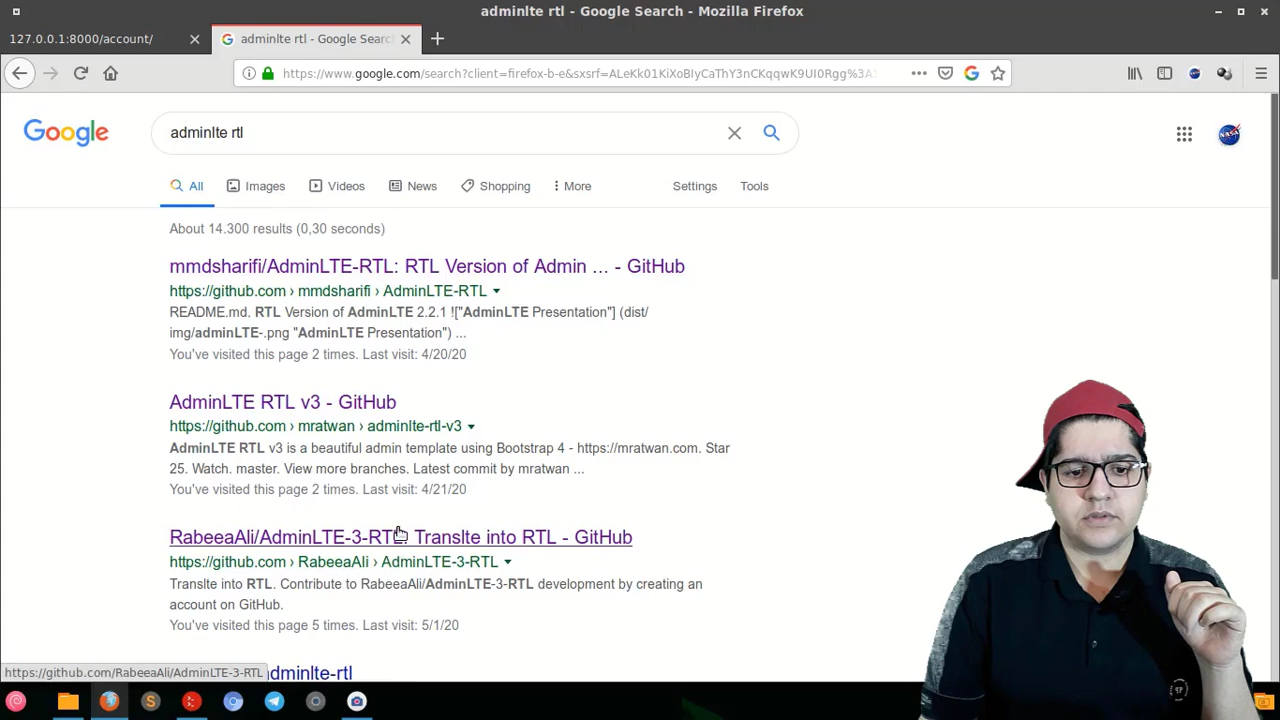 adminlte rtl - Google Search - Mozilla Firefox
127.0.0.1:8000/account/
adminlte rtl - Google Searc
https://www.google.com/search?client=firefox-b-e&sxsrf=ALeKk01KiXoBIyCaThY3nCKqqwK9UI0Rgg%3A1
Google
adminlte rtl
All
Images
Videos
News
Shopping
More
Settings
Tools
About 14.300 results (0,30 seconds)
mmdsharifi/AdminLTE-RTL: RTL Version of Admin ... - GitHub
https://github.com › mmdsharifi › AdminLTE-RTL
README.md. RTL Version of AdminLTE 2.2.1 !["AdminLTE Presentation"] (dist/
img/adminLTE-.png "AdminLTE Presentation") ...
You've visited this page 2 times. Last visit: 4/20/20
AdminLTE RTL v3 - GitHub
https://github.com › mratwan › adminlte-rtl-v3
AdminLTE RTL v3 is a beautiful admin template using Bootstrap 4 - https://mratwan.com. Star
25. Watch. master. View more branches. Latest commit by mratwan ...
You've visited this page 2 times. Last visit: 4/21/20
RabeeaAli/AdminLTE-3-RTL: Translte into RTL - GitHub
https://github.com › RabeeaAli › AdminLTE-3-RTL
Translte into RTL. Contribute to RabeeaAli/AdminLTE-3-RTL development by creating an
account on GitHub.
You've visited this page 5 times. Last visit: 5/1/20
https://github.com/RabeeaAli/AdminLTE-3-RTL
dminlte-rtl